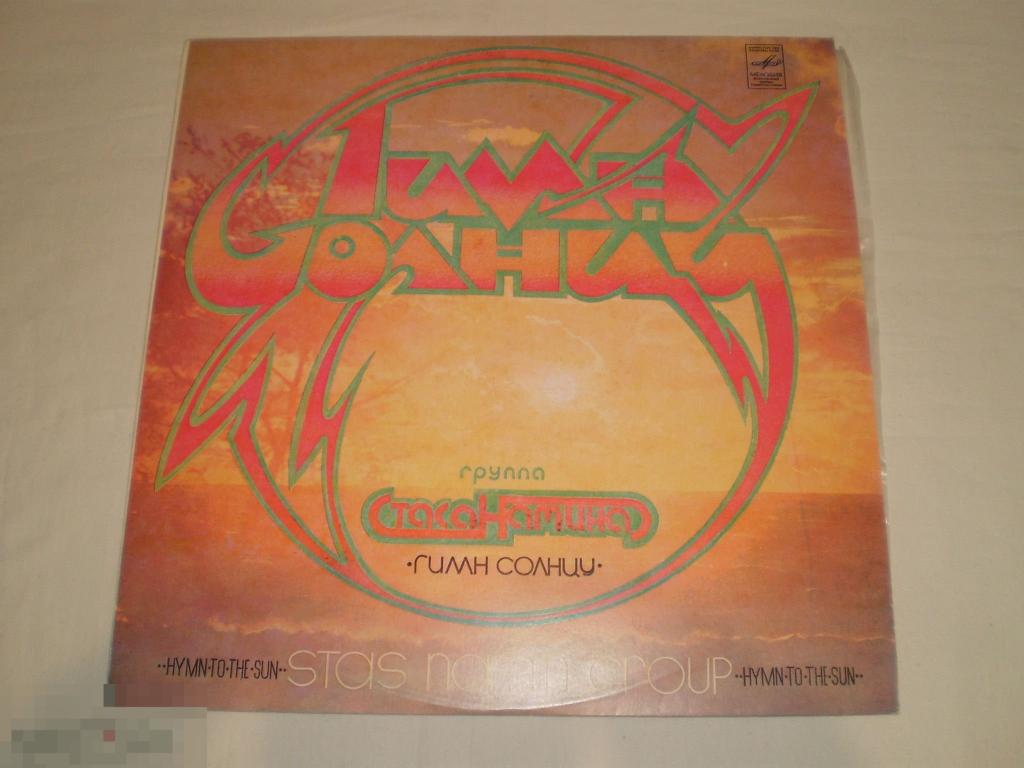 Гимн
Солнцу
группа
Стаса Намина
·ГИМН СОЛНЦУ·
··HYMN·TO·THE·SUN·· STAS NAMIN GROUP ··HYMN·TO·THE·SUN··